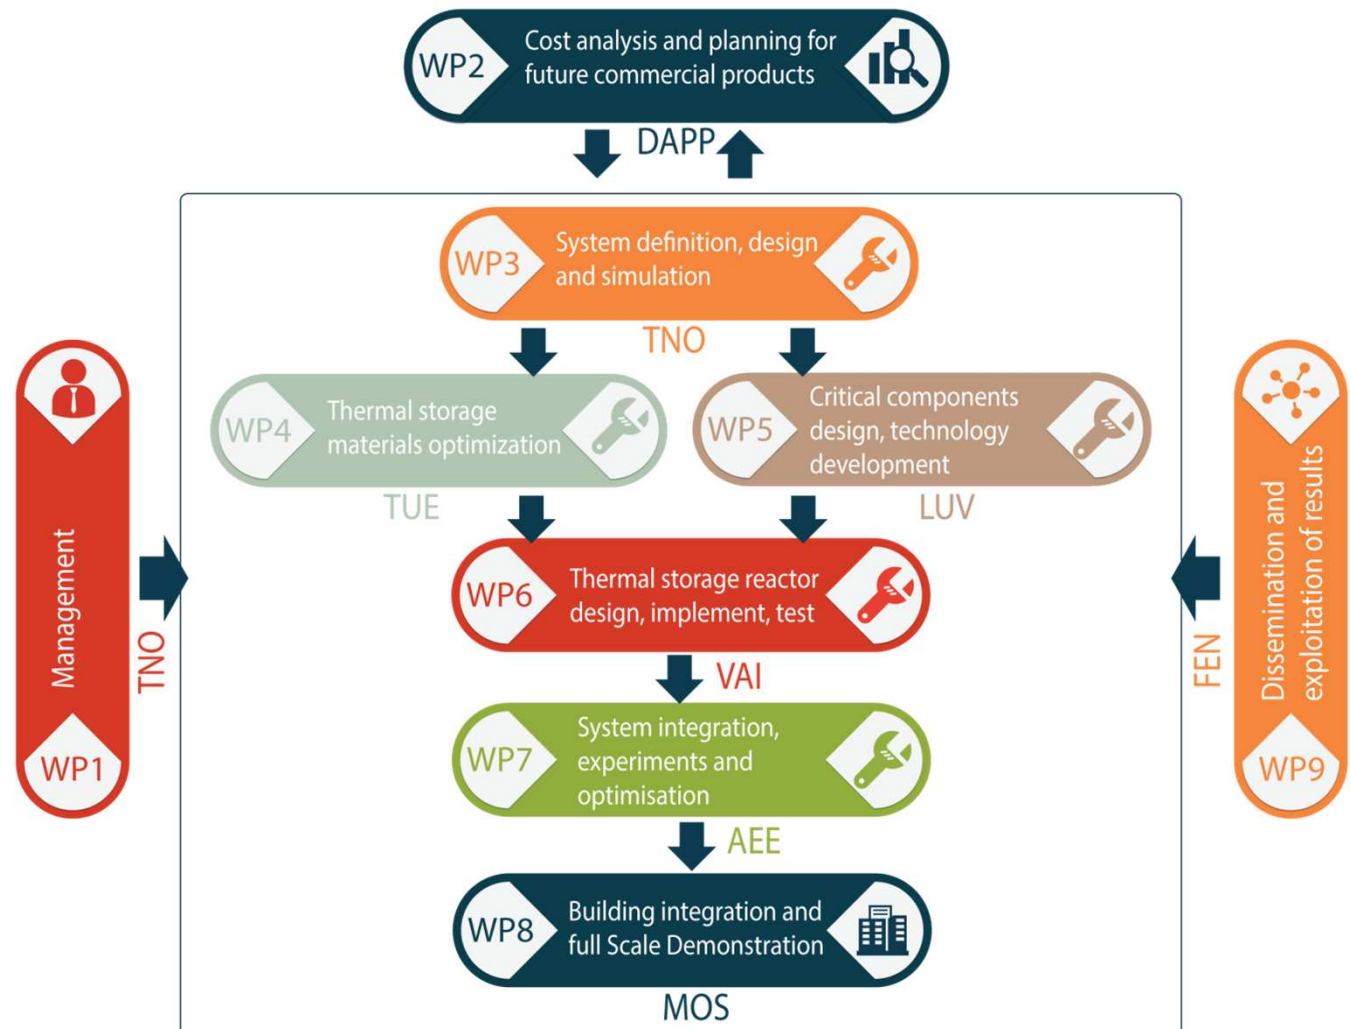 WP2
Cost analysis and planning for
future commercial products
DAPP
WP3
System definition, design
and simulation
TNO
WP4
Thermal storage
materials optimization
TUE
WP5
Critical components
design, technology
development
LUV
WP6
Thermal storage reactor
design, implement, test
VAI
WP7
System integration,
experiments and
optimisation
AEE
WP8
Building integration and
full Scale Demonstration
MOS
WP1
Management
TNO
WP9
Dissemination and
exploitation of results
FEN